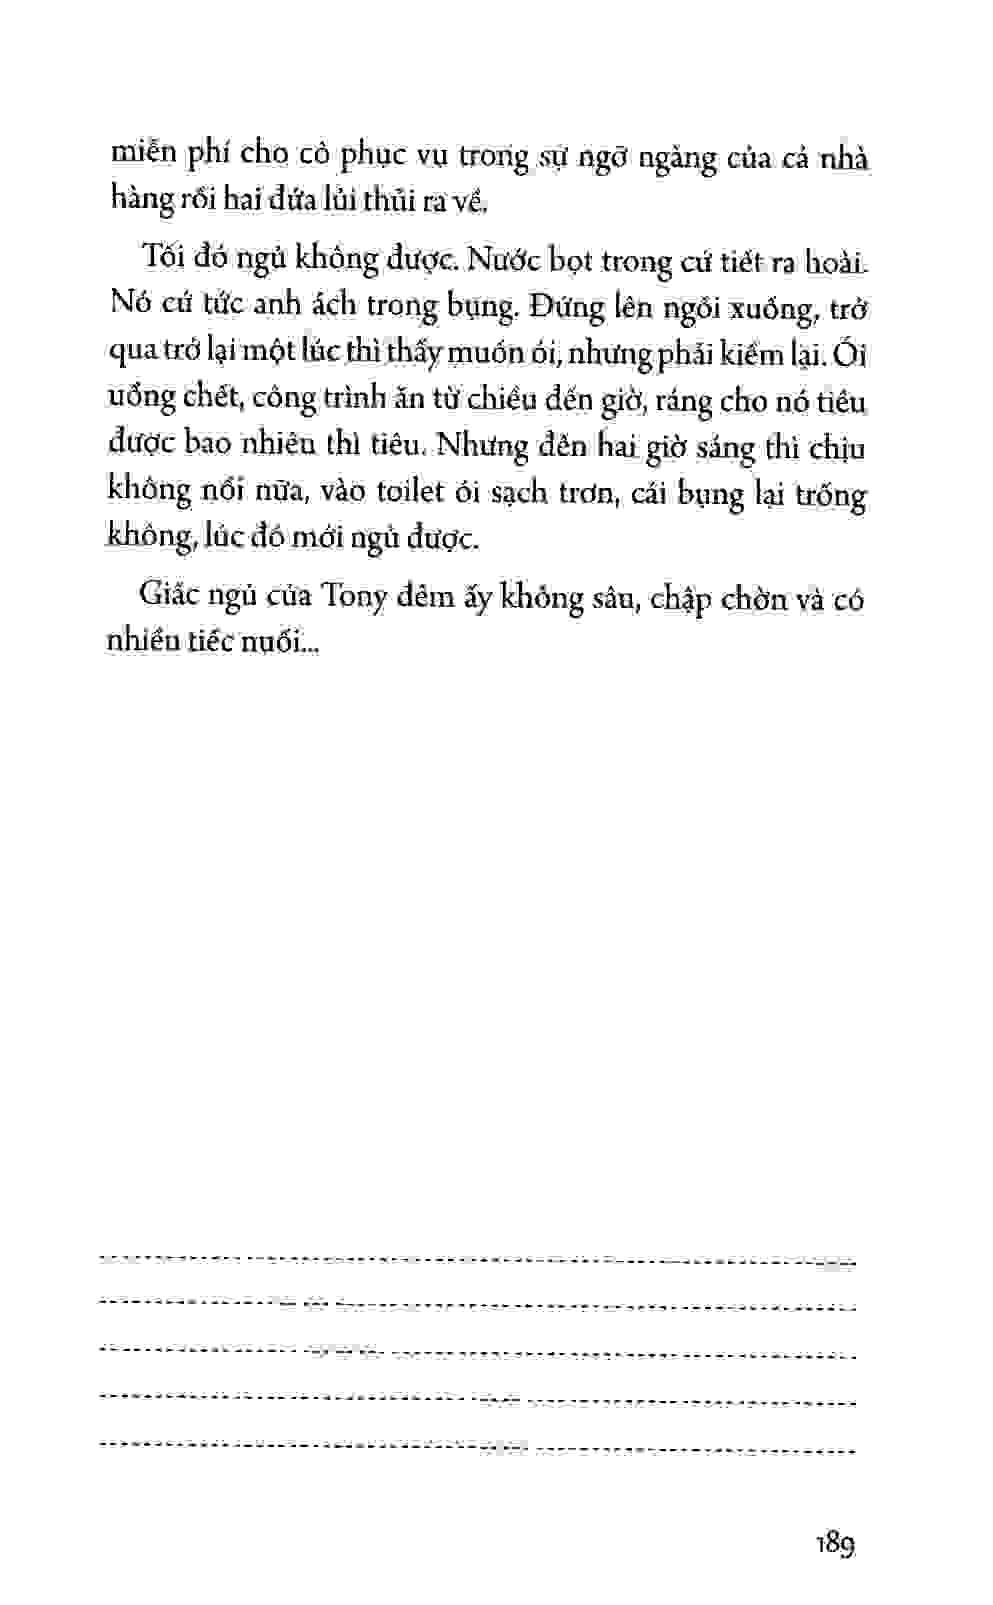 miễn phí cho cô phục vụ trong sự ngỡ ngàng của cả nhà
hàng rồi hai đứa lủi thủi ra về.
Tối đó ngủ không được. Nước bọt trong cứ tiết ra hoài.
Nó cứ tức anh ách trong bụng. Đứng lên ngồi xuống, trở
qua trở lại một lúc thì thấy muốn ói, nhưng phải kiềm lại. Ói
uổng chết, công trình ăn từ chiều đến giờ, ráng cho nó tiêu
được bao nhiêu thì tiêu. Nhưng đến hai giờ sáng thì chịu
không nổi nữa, vào toilet ói sạch trơn, cái bụng lại trống
không, lúc đó mới ngủ được.
Giấc ngủ của Tony đêm ấy không sâu, chập chờn và có
nhiều tiếc nuối...
189